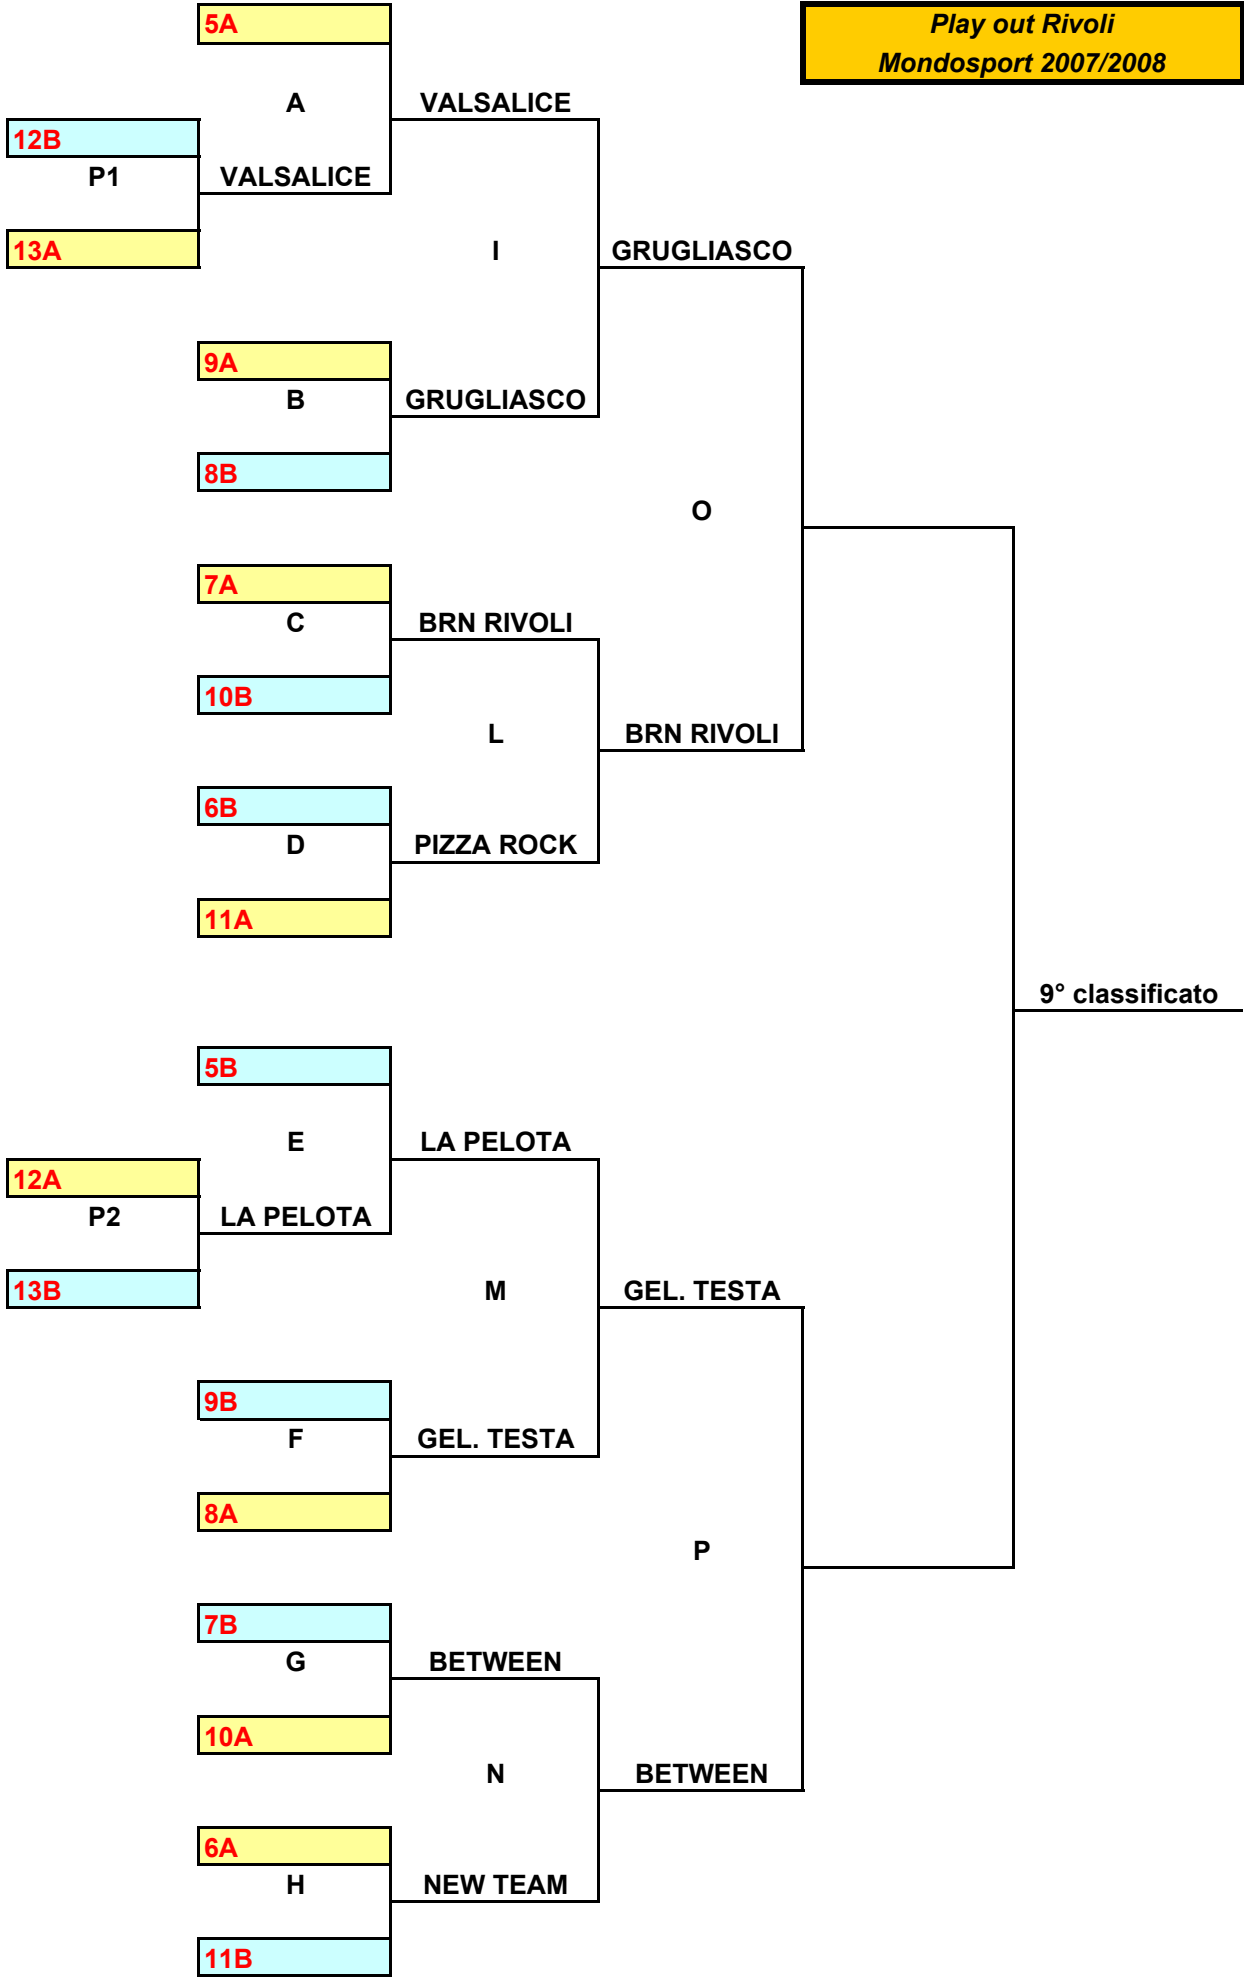 5A
Play out Rivoli
Mondosport 2007/2008
A
VALSALICE
12B
P1
VALSALICE
13A
I
GRUGLIASCO
9A
B
GRUGLIASCO
8B
O
7A
C
BRN RIVOLI
10B
L
BRN RIVOLI
6B
D
PIZZA ROCK
11A
9° classificato
5B
E
LA PELOTA
12A
P2
LA PELOTA
13B
M
GEL. TESTA
9B
F
GEL. TESTA
8A
P
7B
G
BETWEEN
10A
N
BETWEEN
6A
H
NEW TEAM
11B